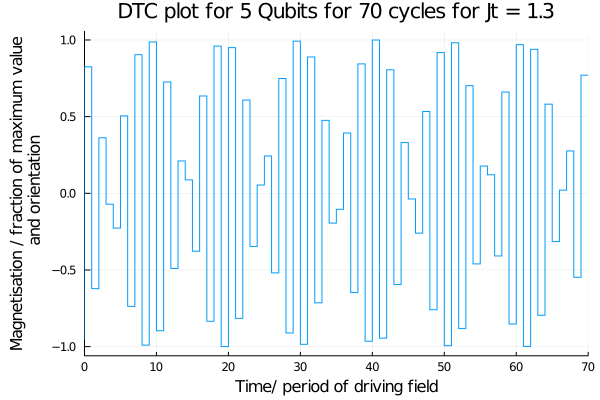 DTC plot for 5 Qubits for 70 cycles for Jt = 1.3
Magnetisation / fraction of maximum value
and orientation
1.0
0.5
0.0
−0.5
−1.0
0 10 20 30 40 50 60 70
Time/ period of driving field